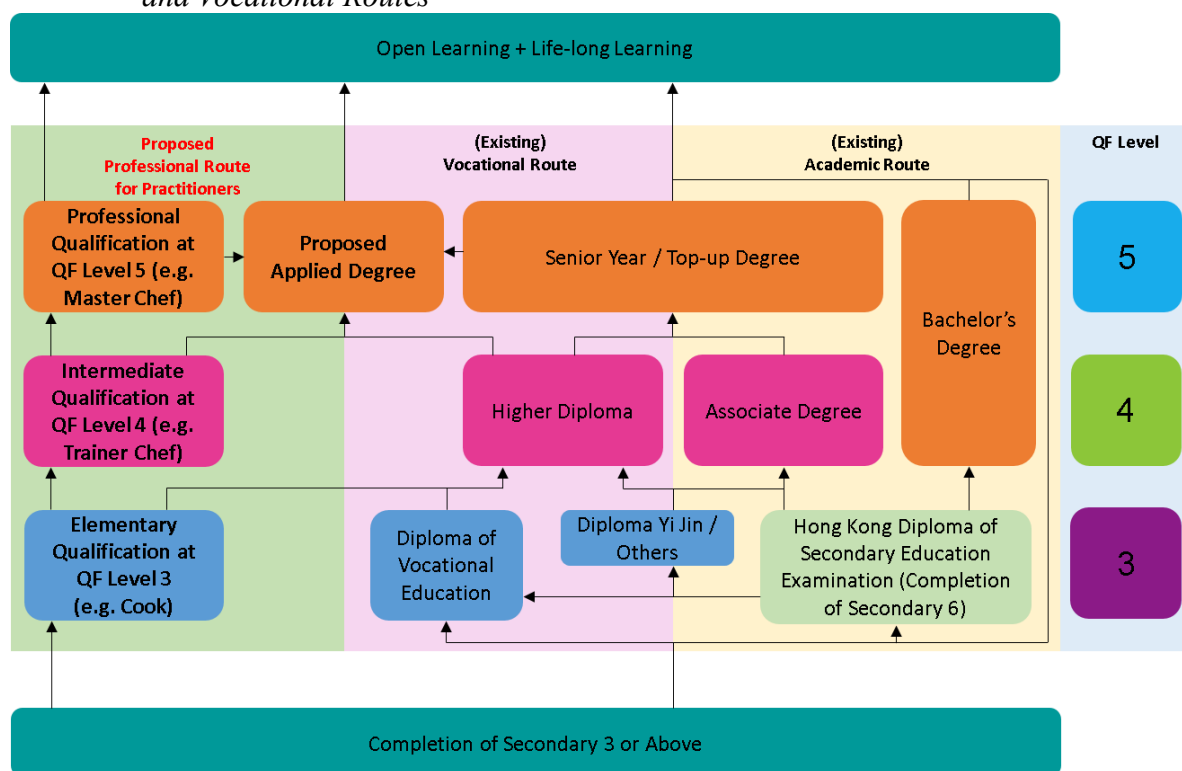 and Vocational Routes
Open Learning + Life-long Learning
Proposed
Professional Route
for Practitioners
(Existing)
Vocational Route
(Existing)
Academic Route
QF Level
Professional
Qualification at
QF Level 5 (e.g.
Master Chef)
Proposed
Applied Degree
Senior Year / Top-up Degree
Bachelor's
Degree
5
Intermediate
Qualification at
QF Level 4 (e.g.
Trainer Chef)
Higher Diploma
Associate Degree
4
Elementary
Qualification at
QF Level 3
(e.g. Cook)
Diploma of
Vocational
Education
Diploma Yi Jin /
Others
Hong Kong Diploma of
Secondary Education
Examination (Completion
of Secondary 6)
3
Completion of Secondary 3 or Above